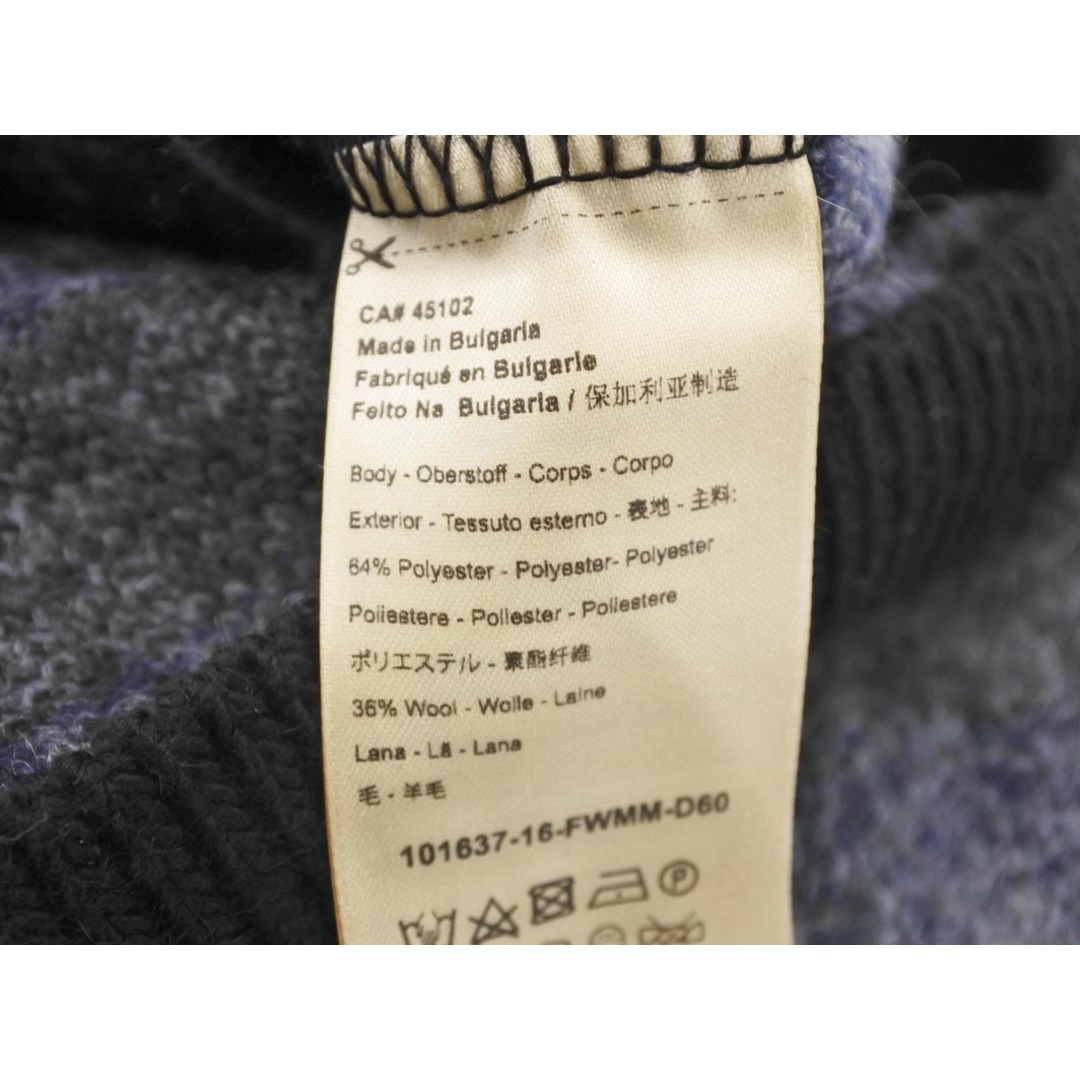 CA# 45102
Made in Bulgaria
Fabriqué en Bulgarie
Feito Na Bulgaria / 保加利亚制造
Body - Oberstoff - Corps - Corpo
Exterior - Tessuto esterno - 表地 - 主料:
64% Polyester - Polyester- Polyester
Poliestere - Poliester - Poliestere
ポリエステル - 聚酯纤维
36% Wool - Wolle - Laine
Lana - Lã - Lana
毛 - 羊毛
101637-16-FWMM-D60
P